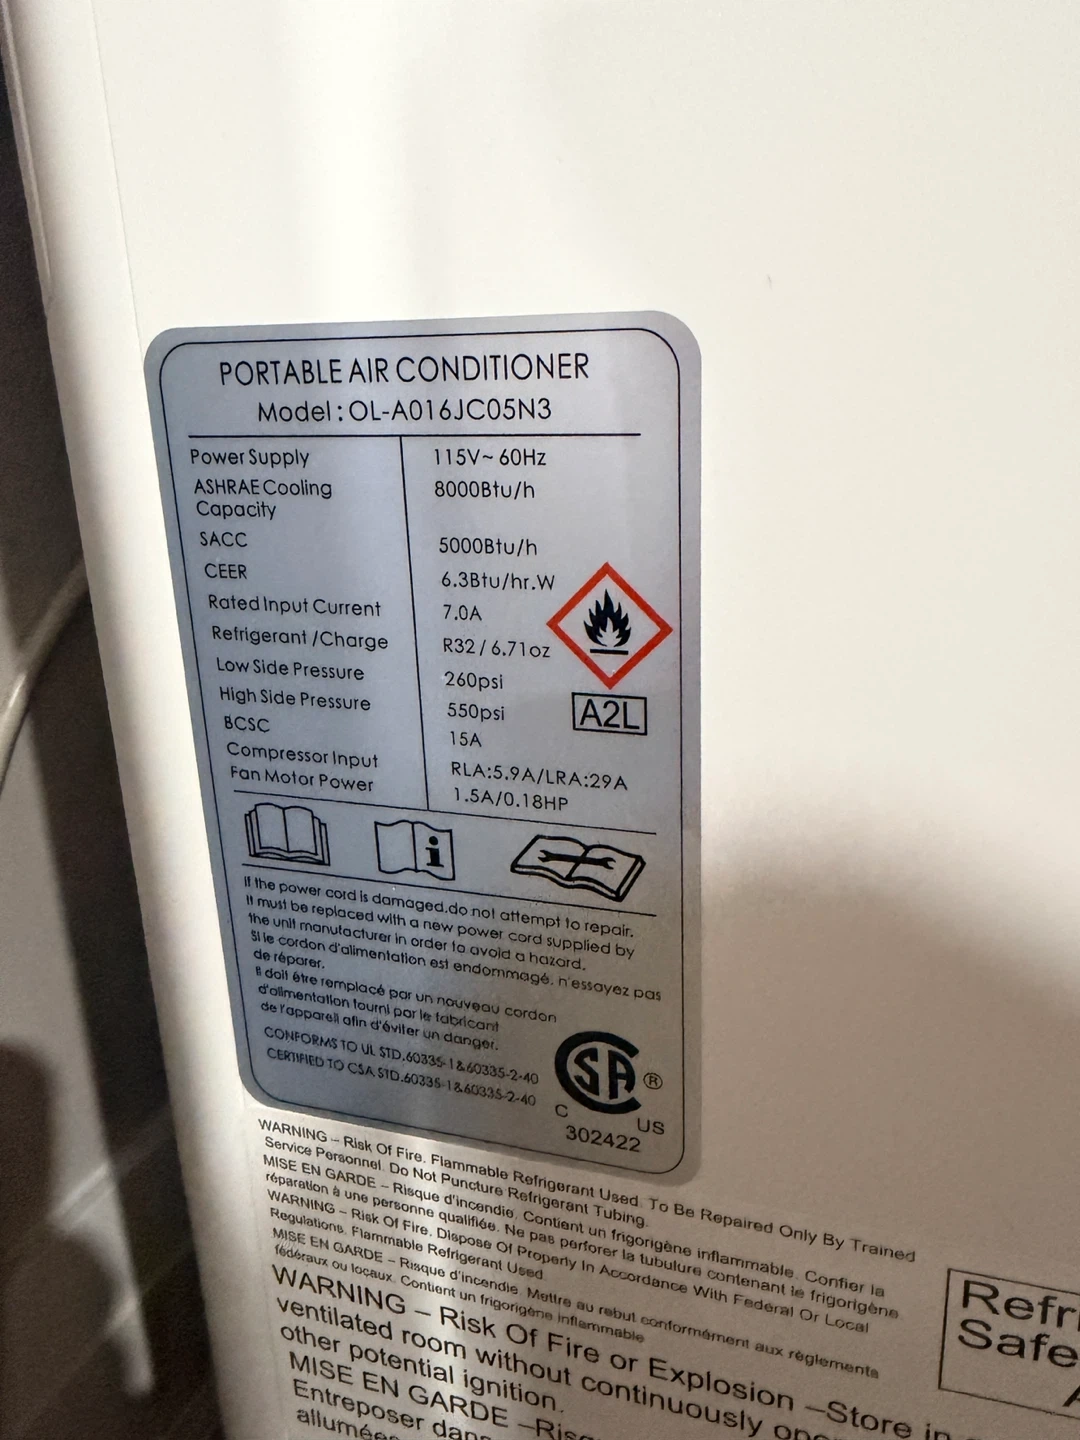 PORTABLE AIR CONDITIONER
Model : OL-A016JC05N3
Power Supply 115V~ 60Hz
ASHRAE Cooling Capacity 8000Btu/h
SACC 5000Btu/h
CEER 6.3Btu/hr.W
Rated Input Current 7.0A
Refrigerant /Charge R32 / 6.71oz
Low Side Pressure 260psi
High Side Pressure 550psi
BCSC 15A
Compressor Input RLA:5.9A/LRA:29A
Fan Motor Power 1.5A/0.18HP
A2L
If the power cord is damaged,do not attempt to repair.
It must be replaced with a new power cord supplied by
the unit manufacturer in order to avoid a hazard.
Si le cordon d'alimentation est endommagé, n'essayez pas
de réparer.
Il doit être remplacé par un nouveau cordon
d'alimentation fourni par le fabricant
de l'appareil afin d'éviter un danger.
CONFORMS TO UL STD.60335-1&60335-2-40
CERTIFIED TO CSA STD.60335-1&60335-2-40
CSA ®
C US
302422
WARNING – Risk Of Fire. Flammable Refrigerant Used. To Be Repaired Only By Trained
Service Personnel. Do Not Puncture Refrigerant Tubing.
MISE EN GARDE – Risque d'incendie. Contient un frigorigène inflammable. Confier la
réparation à une personne qualifiée. Ne pas perforer la tubulure contenant le frigorigène
WARNING – Risk Of Fire. Dispose Of Property In Accordance With Federal Or Local
Regulations. Flammable Refrigerant Used
MISE EN GARDE – Risque d'incendie. Mettre au rebut conformément aux règlements
fédéraux ou locaux. Contient un frigorigène inflammable
WARNING – Risk Of Fire or Explosion –Store in
ventilated room without continuously
other potential ignition.
MISE EN GARDE
Entreposer
Refri
Safe